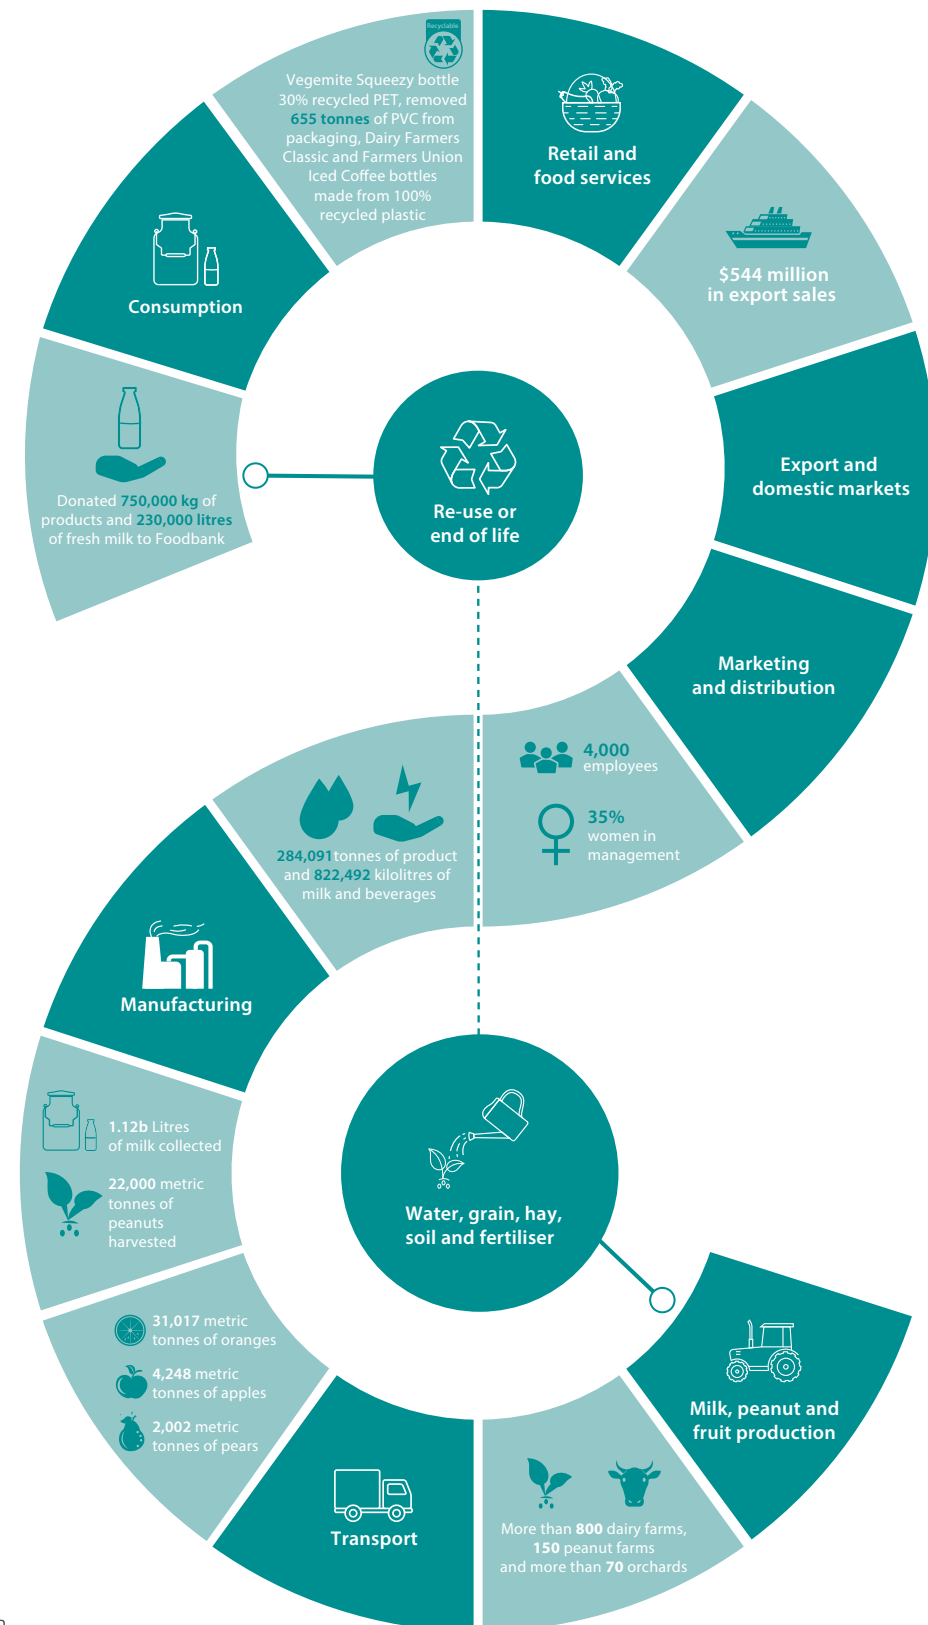 Recyclable
Vegemite Squeezy bottle
30% recycled PET, removed
655 tonnes of PVC from
packaging, Dairy Farmers
Classic and Farmers Union
Iced Coffee bottles
made from 100%
recycled plastic
Retail and
food services
$544 million
in export sales
Consumption
Export and
domestic markets
Donated 750,000 kg of
products and 230,000 litres
of fresh milk to Foodbank
Re-use or
end of life
Marketing
and distribution
4,000
employees
35%
women in
management
284,091 tonnes of product
and 822,492 kilolitres of
milk and beverages
Manufacturing
1.12b Litres
of milk collected
22,000 metric
tonnes of
peanuts
harvested
Water, grain, hay,
soil and fertiliser
31,017 metric
tonnes of oranges
4,248 metric
tonnes of apples
2,002 metric
tonnes of pears
Milk, peanut and
fruit production
Transport
More than 800 dairy farms,
150 peanut farms
and more than 70 orchards